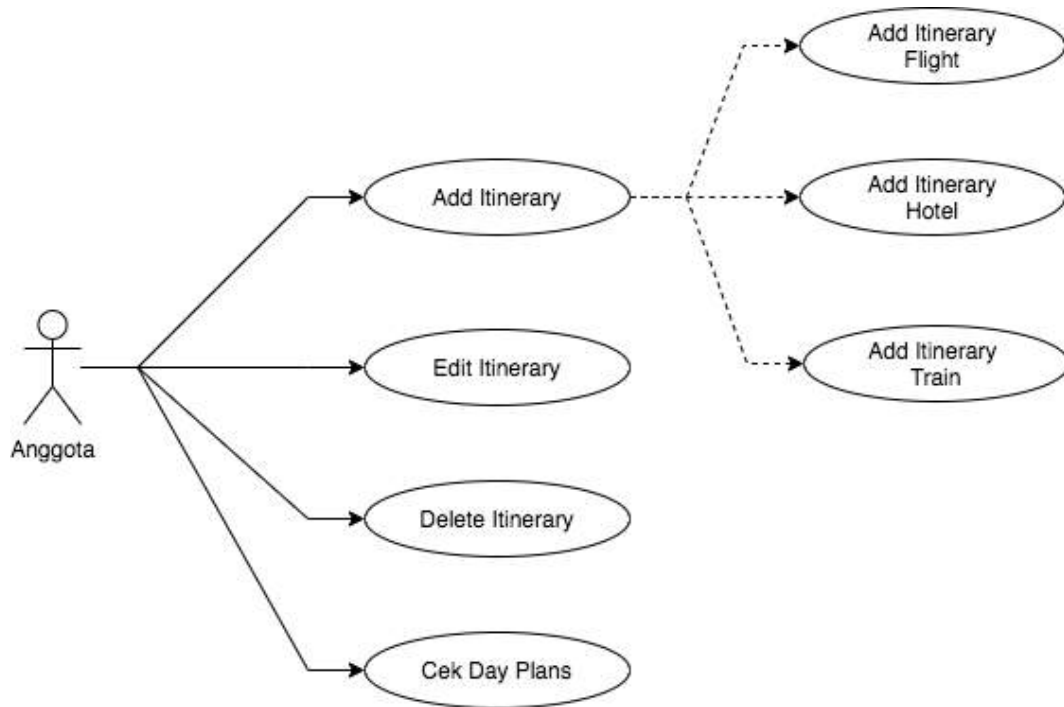 Add Itinerary
Flight
Add Itinerary
Add Itinerary
Hotel
Edit Itinerary
Add Itinerary
Train
Anggota
Delete Itinerary
Cek Day Plans